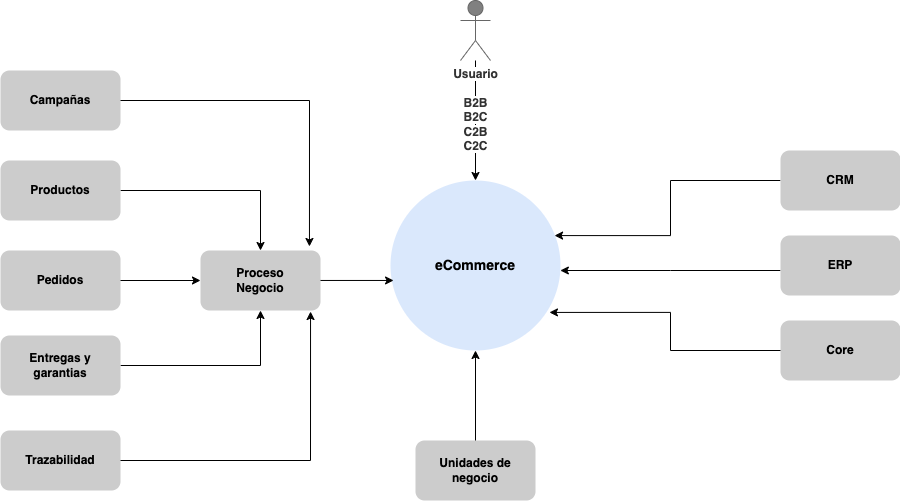 Usuario
B2B
B2C
C2B
C2C
Campañas
Productos
Pedidos
Entregas y
garantias
Trazabilidad
Proceso
Negocio
eCommerce
Unidades de
negocio
CRM
ERP
Core